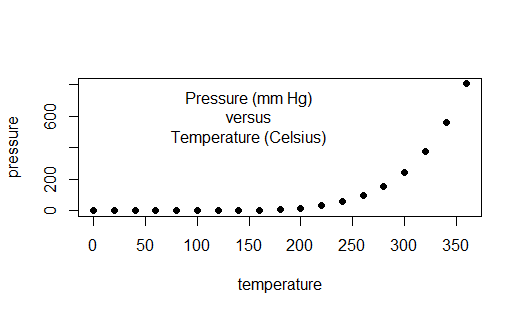 Pressure (mm Hg)
versus
Temperature (Celsius)
pressure
600
200
0
0 50 100 150 200 250 300 350
temperature